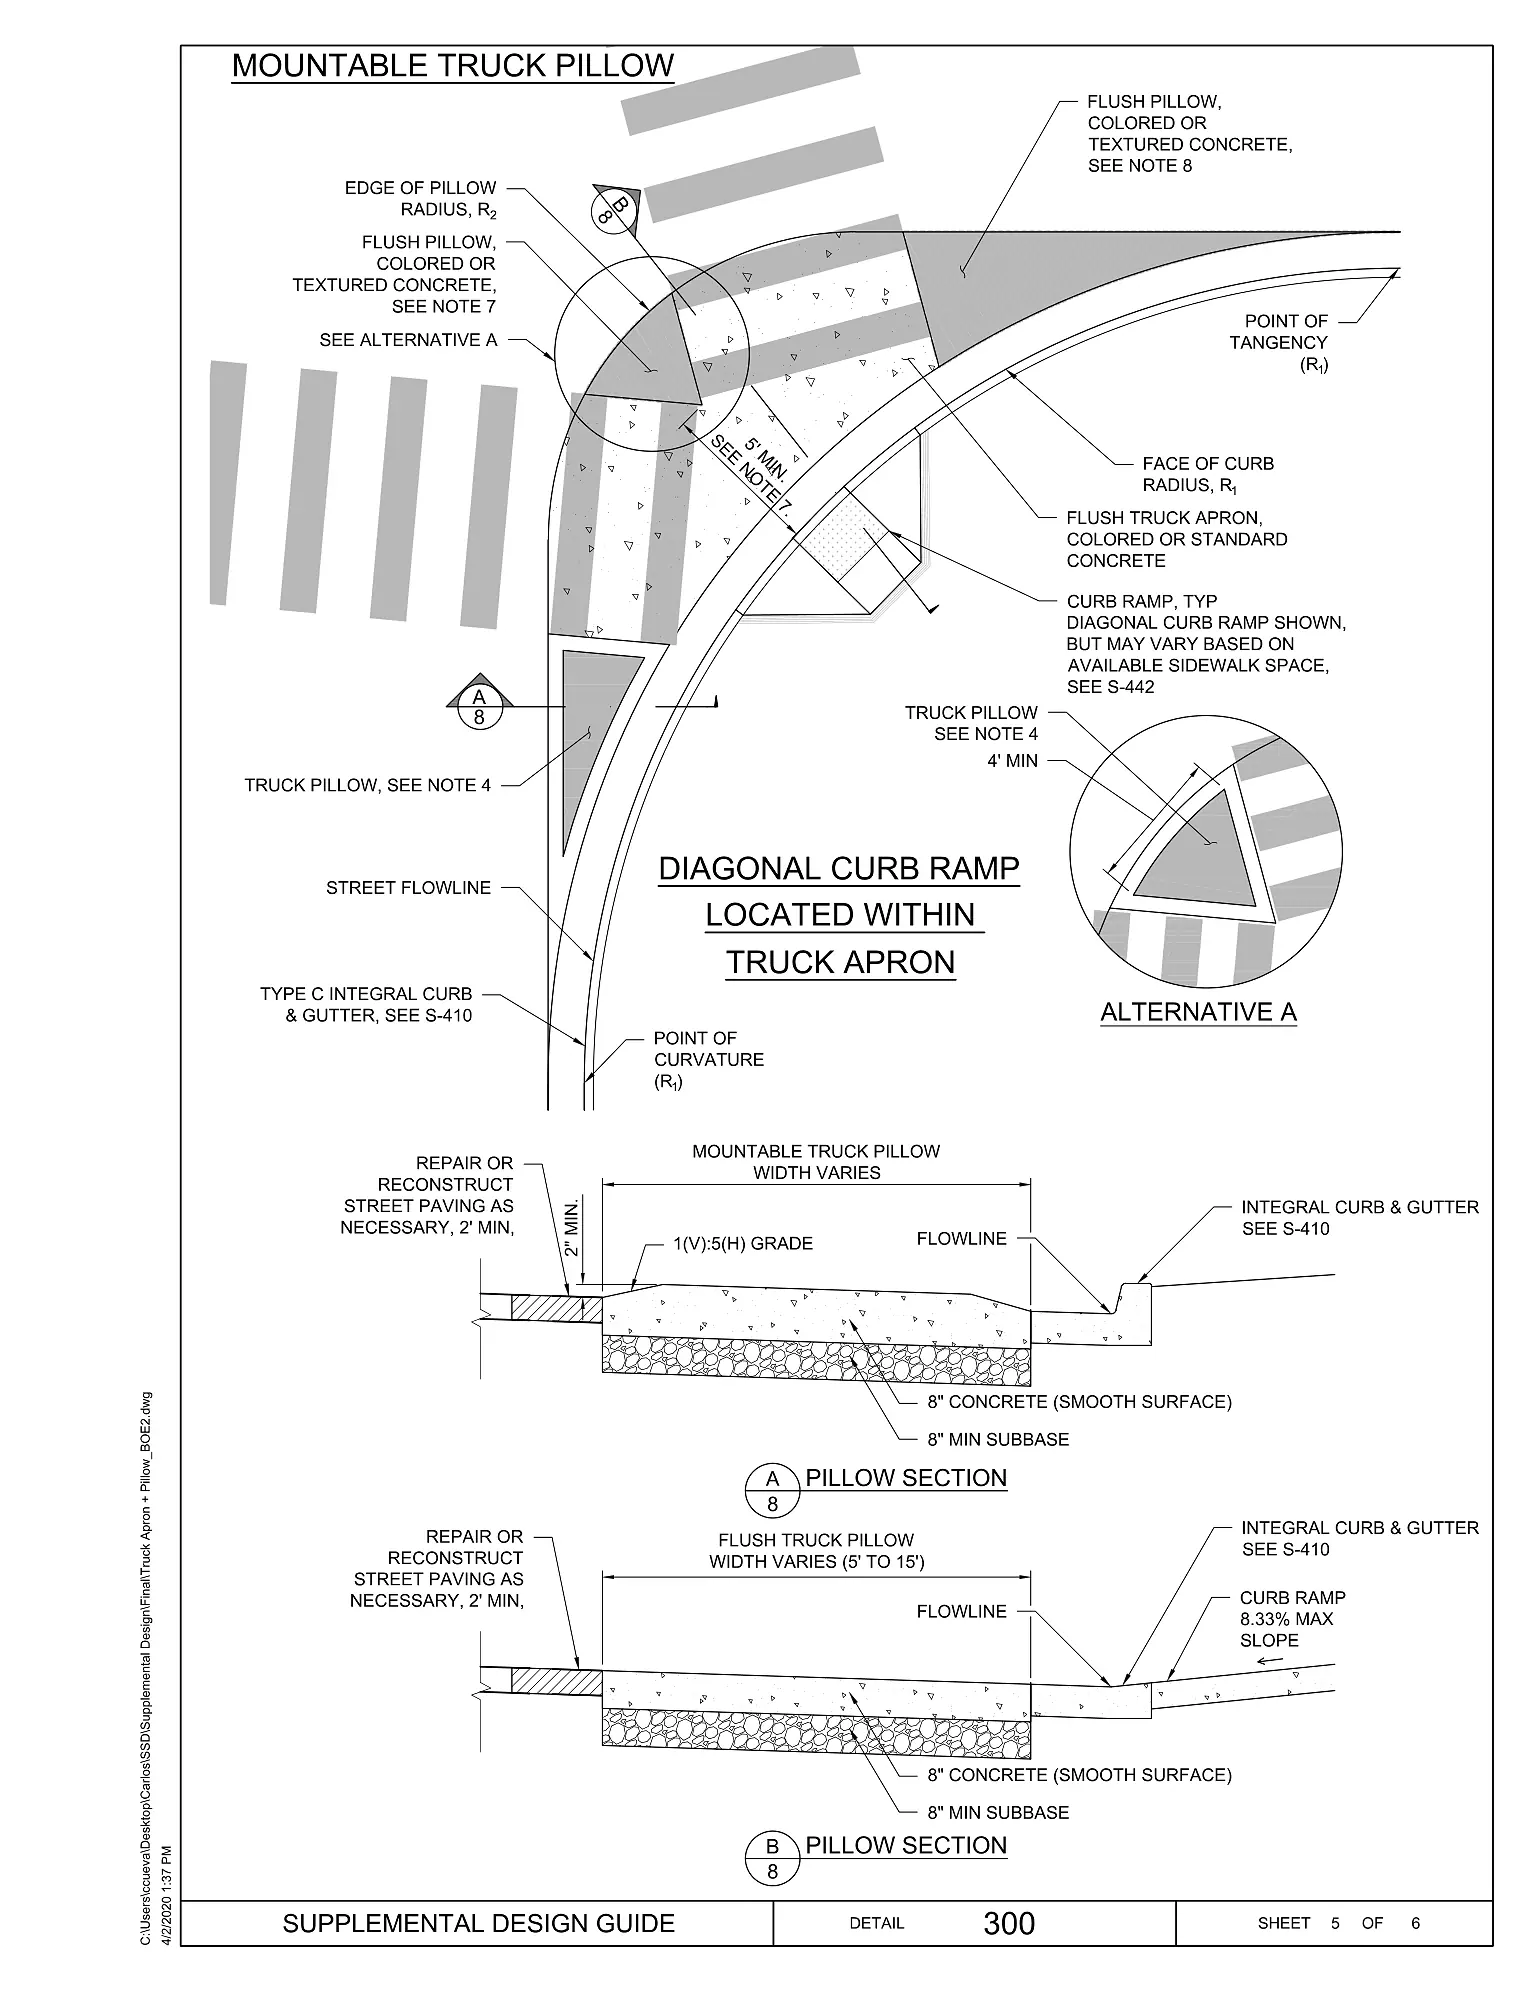 MOUNTABLE TRUCK PILLOW
FLUSH PILLOW,
COLORED OR
TEXTURED CONCRETE,
SEE NOTE 8
EDGE OF PILLOW
RADIUS, R2
B
8
FLUSH PILLOW,
COLORED OR
TEXTURED CONCRETE,
SEE NOTE 7
SEE ALTERNATIVE A
POINT OF
TANGENCY
(R1)
5' MIN.
SEE NOTE 7.
FACE OF CURB
RADIUS, R1
FLUSH TRUCK APRON,
COLORED OR STANDARD
CONCRETE
CURB RAMP, TYP
DIAGONAL CURB RAMP SHOWN,
BUT MAY VARY BASED ON
AVAILABLE SIDEWALK SPACE,
SEE S-442
A
8
TRUCK PILLOW
SEE NOTE 4
4' MIN
TRUCK PILLOW, SEE NOTE 4
DIAGONAL CURB RAMP
LOCATED WITHIN
TRUCK APRON
STREET FLOWLINE
ALTERNATIVE A
TYPE C INTEGRAL CURB
& GUTTER, SEE S-410
POINT OF
CURVATURE
(R1)
REPAIR OR
RECONSTRUCT
STREET PAVING AS
NECESSARY, 2' MIN,
MOUNTABLE TRUCK PILLOW
WIDTH VARIES
2" MIN.
1(V):5(H) GRADE
FLOWLINE
INTEGRAL CURB & GUTTER
SEE S-410
8" CONCRETE (SMOOTH SURFACE)
8" MIN SUBBASE
A
8
PILLOW SECTION
REPAIR OR
RECONSTRUCT
STREET PAVING AS
NECESSARY, 2' MIN,
FLUSH TRUCK PILLOW
WIDTH VARIES (5' TO 15')
FLOWLINE
INTEGRAL CURB & GUTTER
SEE S-410
CURB RAMP
8.33% MAX
SLOPE
8" CONCRETE (SMOOTH SURFACE)
8" MIN SUBBASE
B
8
PILLOW SECTION
SUPPLEMENTAL DESIGN GUIDE
DETAIL 300
SHEET 5 OF 6
C:\Users\ccueva\Desktop\Carlos\SSD\Supplemental Design\Final\Truck Apron + Pillow_BOE2.dwg
4/2/2020 1:37 PM